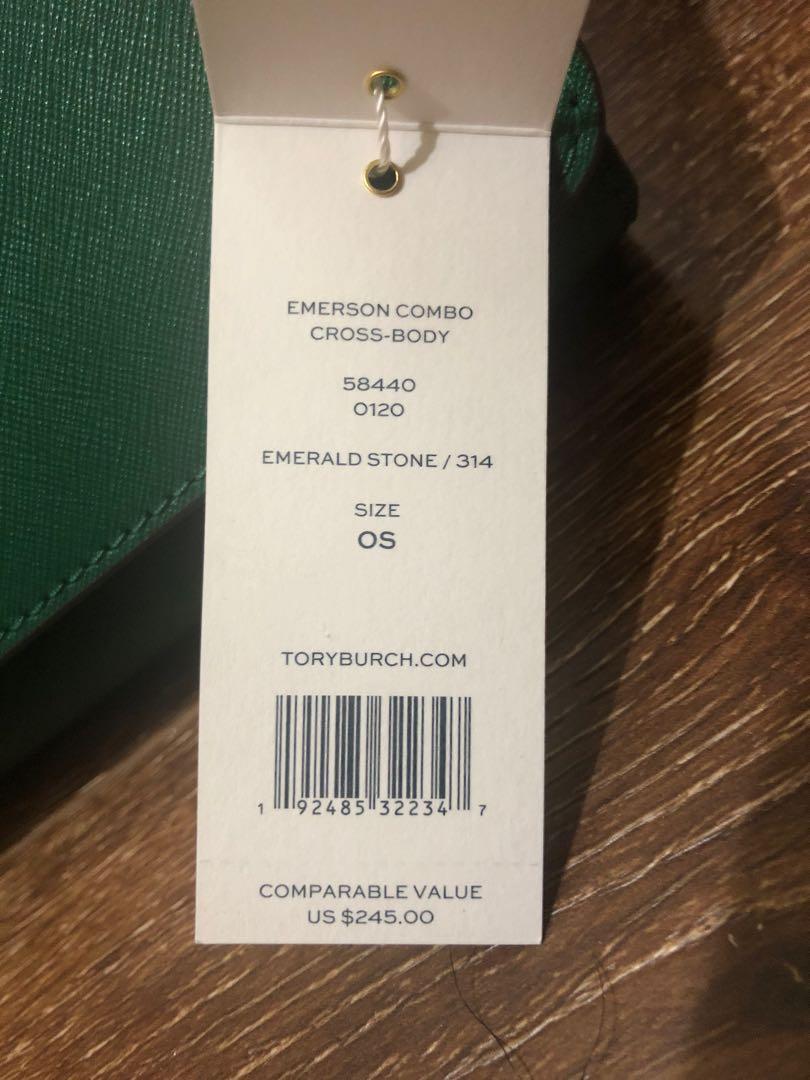 EMERSON COMBO
CROSS-BODY
58440
0120
EMERALD STONE / 314
SIZE
OS
TORYBURCH.COM
1 92485 32234 7
COMPARABLE VALUE
US $245.00